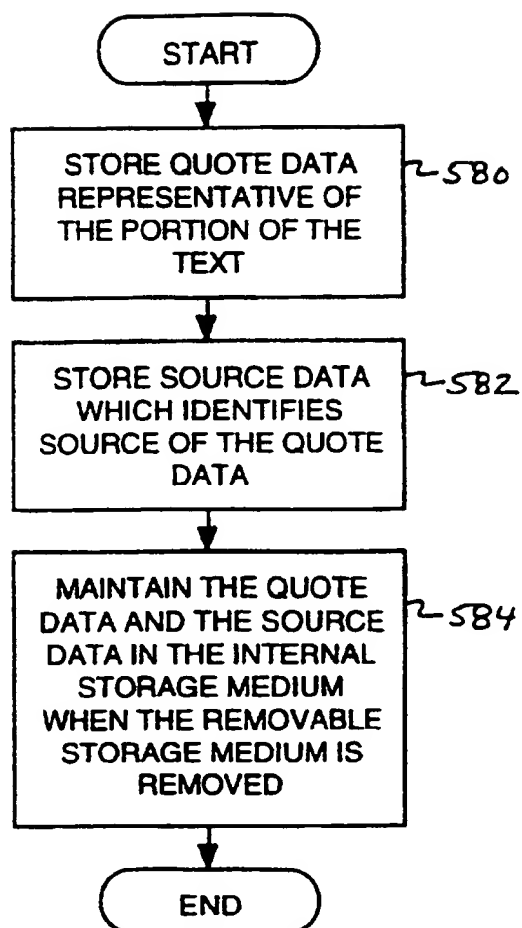 START
STORE QUOTE DATA
REPRESENTATIVE OF
THE PORTION OF THE
TEXT
580
STORE SOURCE DATA
WHICH IDENTIFIES
SOURCE OF THE QUOTE
DATA
582
MAINTAIN THE QUOTE
DATA AND THE SOURCE
DATA IN THE INTERNAL
STORAGE MEDIUM
WHEN THE REMOVABLE
STORAGE MEDIUM IS
REMOVED
584
END